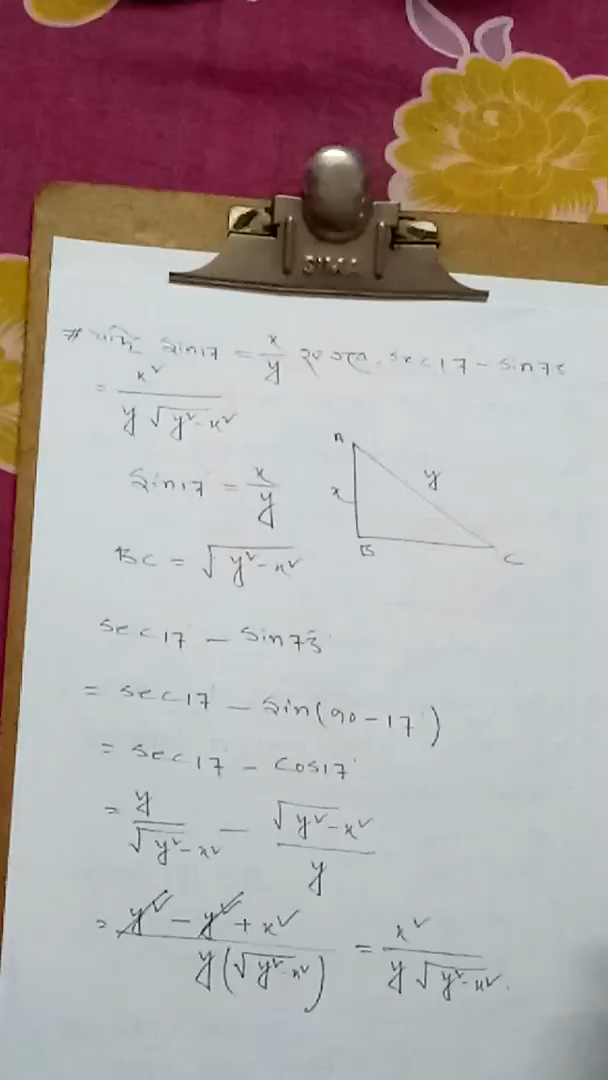 # যদি sin17 = x/y হয় তবে, sec17 - sin73
= x²/(y√(y²-x²))
sin17 = x/y
A
x
y
B
C
BC = √(y²-x²)
sec17 - sin73°
= sec17 - sin(90-17°)
= sec17 - cos17°
= y/√(y²-x²) - √(y²-x²)/y
= (y² - y² + x²)/(y(√(y²-x²))) = x²/(y√(y²-x²)).